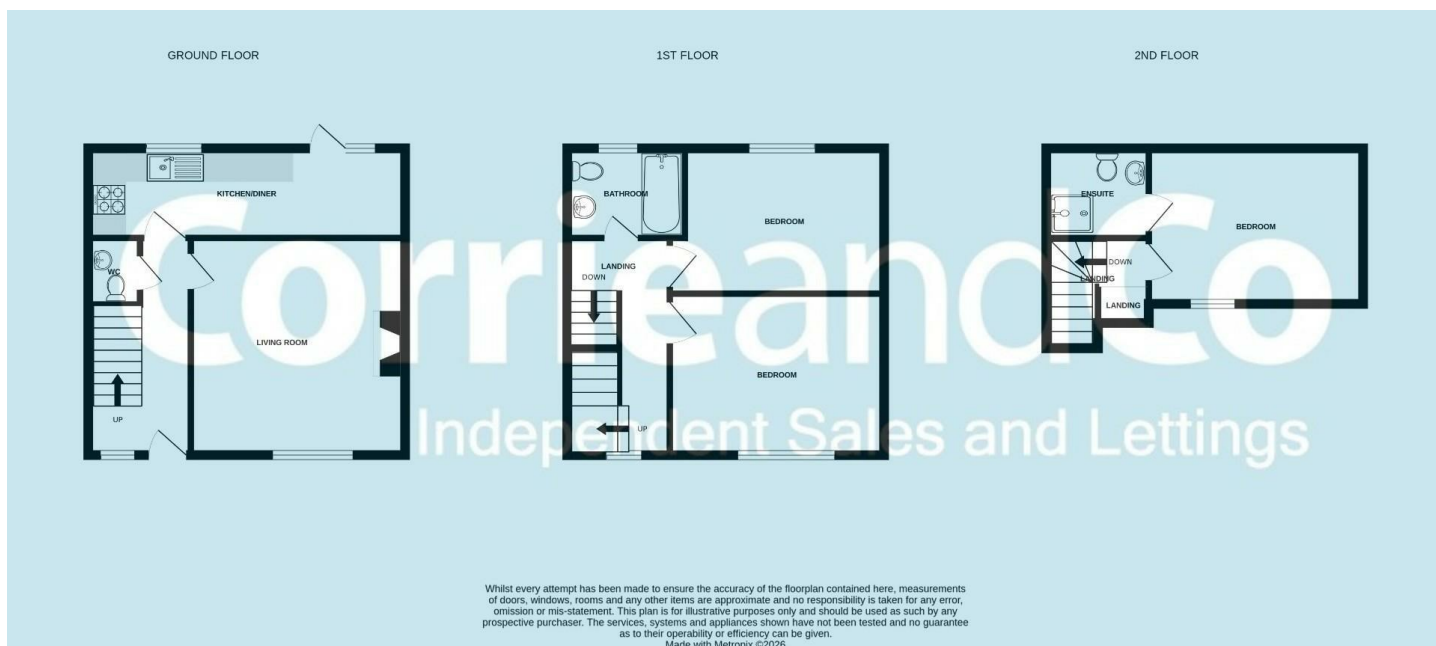 GROUND FLOOR
1ST FLOOR
2ND FLOOR
KITCHEN/DINER
WC
LIVING ROOM
UP
BATHROOM
BEDROOM
LANDING
DOWN
BEDROOM
UP
ENSUITE
BEDROOM
DOWN
LANDING
LANDING
CorrieandCo
Independent Sales and Lettings
Whilst every attempt has been made to ensure the accuracy of the floorplan contained here, measurements
of doors, windows, rooms and any other items are approximate and no responsibility is taken for any error,
omission or mis-statement. This plan is for illustrative purposes only and should be used as such by any
prospective purchaser. The services, systems and appliances shown have not been tested and no guarantee
as to their operability or efficiency can be given.
Made with Metropix ©2026